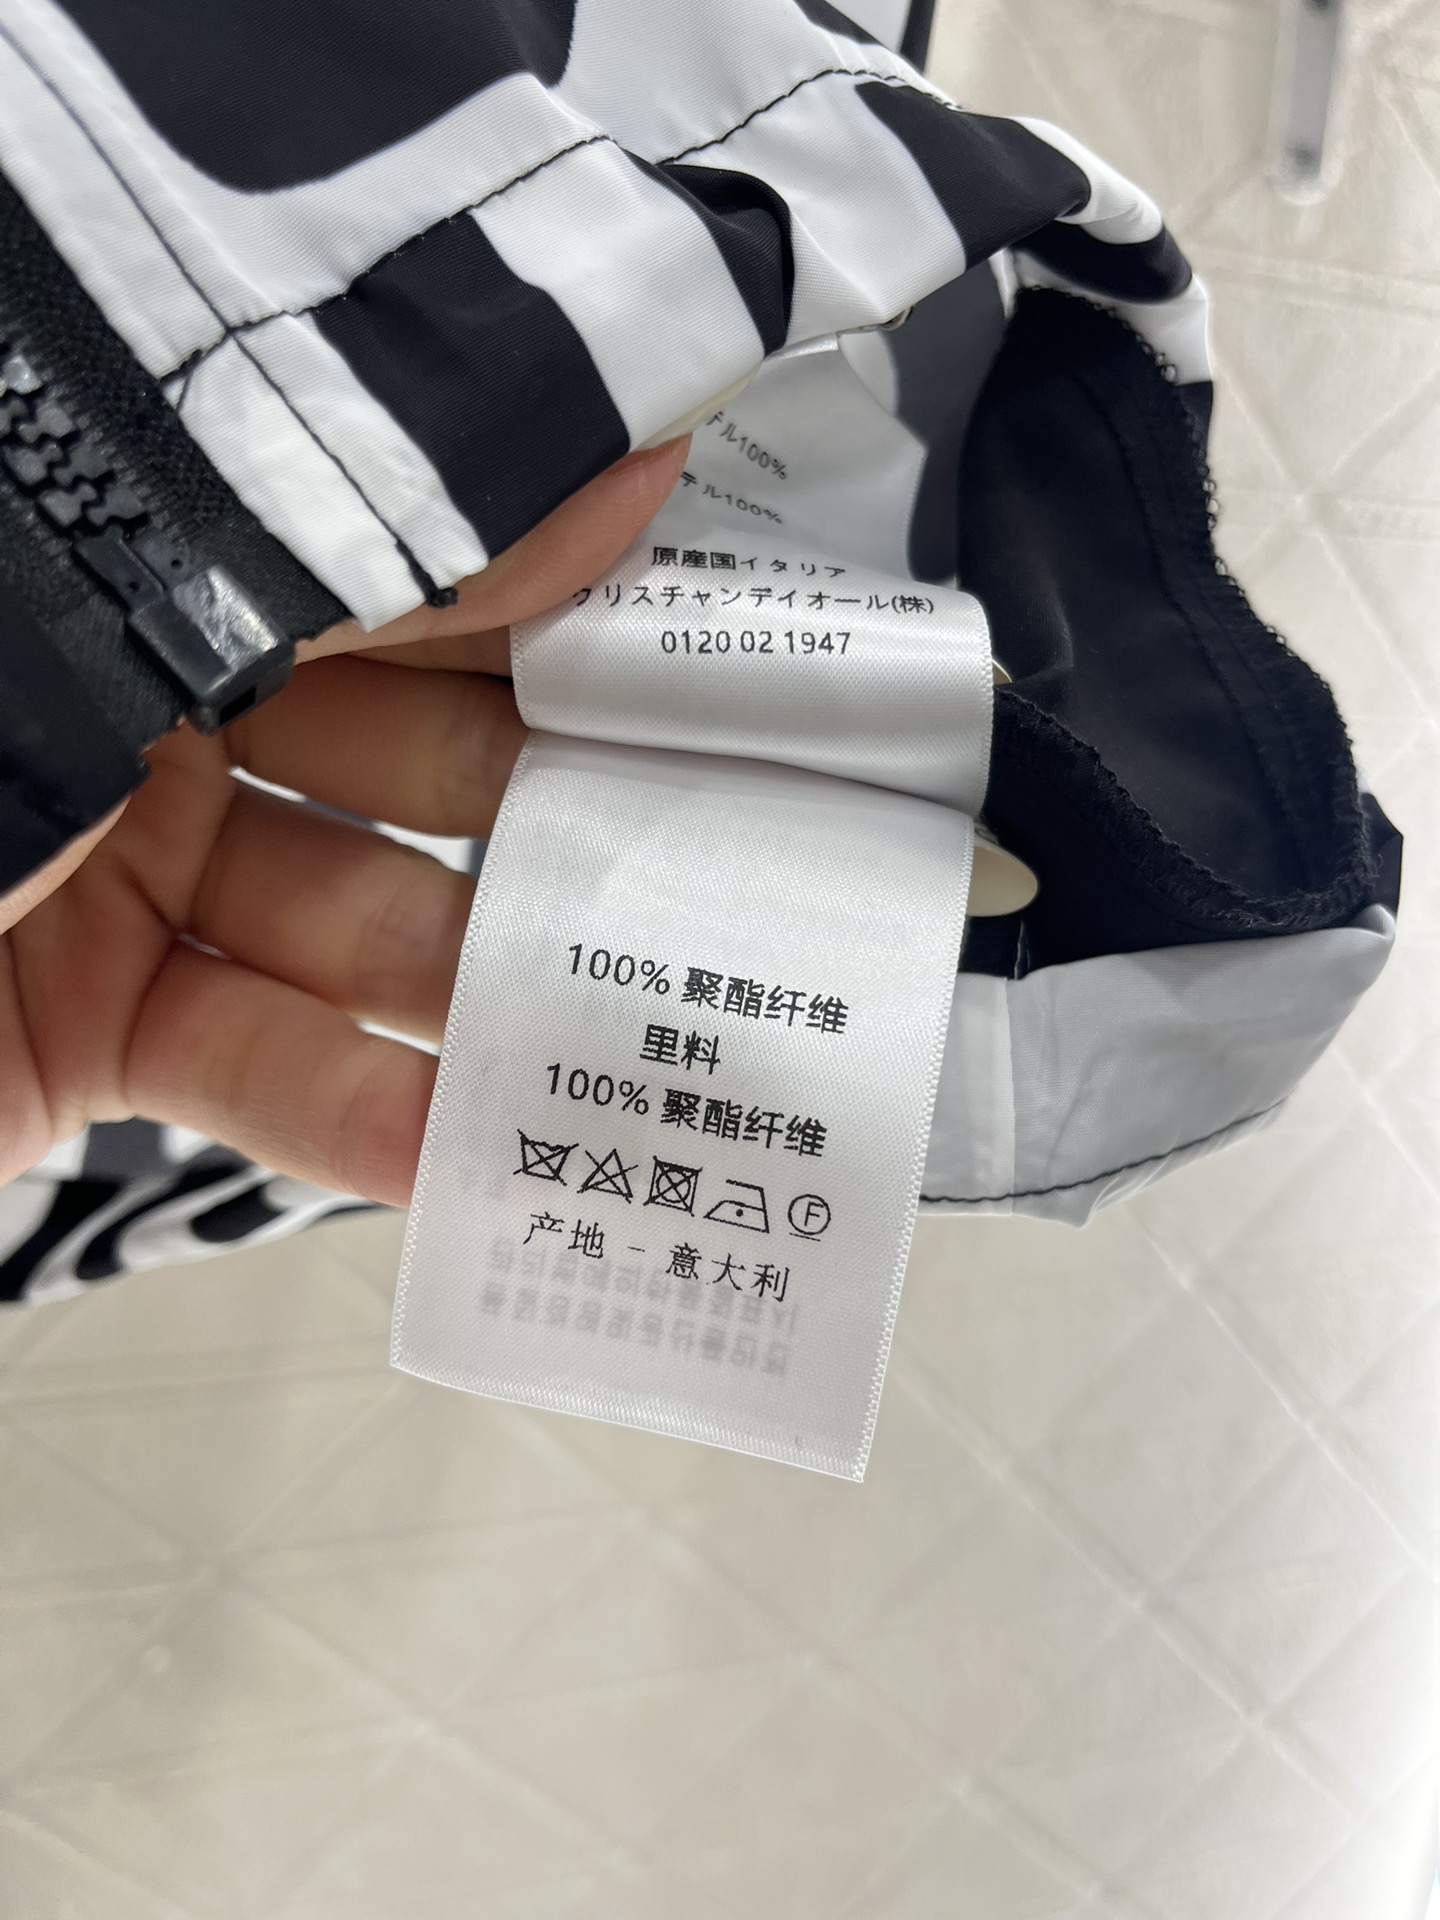 テル100%
テル100%
原産国イタリア
クリスチャンディオール(株)
0120 02 1947
100% 聚酯纤维
里料
100% 聚酯纤维
F
产地 - 意大利